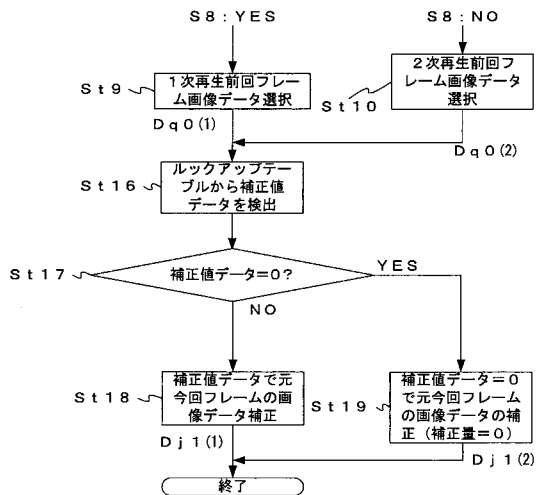 S8:YES
S8:NO
St9
1次再生前回フレー
ム画像データ選択
St10
2次再生前回フ
レーム画像データ
選択
Dq0(1)
Dq0(2)
St16
ルックアップテー
ブルから補正値
データを検出
St17
補正値データ=0?
YES
NO
St18
補正値データで元
今回フレームの画
像データ補正
St19
補正値データ=0
で元今回フレーム
の画像データの補
正(補正量=0)
Dj1(1)
Dj1(2)
終了